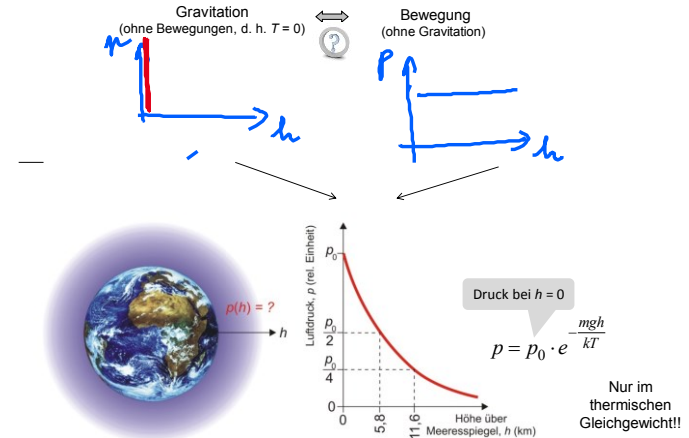 Gravitation
(ohne Bewegungen, d. h. T = 0)
?
Bewegung
(ohne Gravitation)
h
P
h
p(h) = ?
h
Luftdruck, p (rel. Einheit)
p₀
p₀/2
p₀/4
0
0
5,8
11,6
Höhe über
Meeresspiegel, h (km)
Druck bei h = 0
p = p₀ · e^(-mgh/kT)
Nur im
thermischen
Gleichgewicht!!